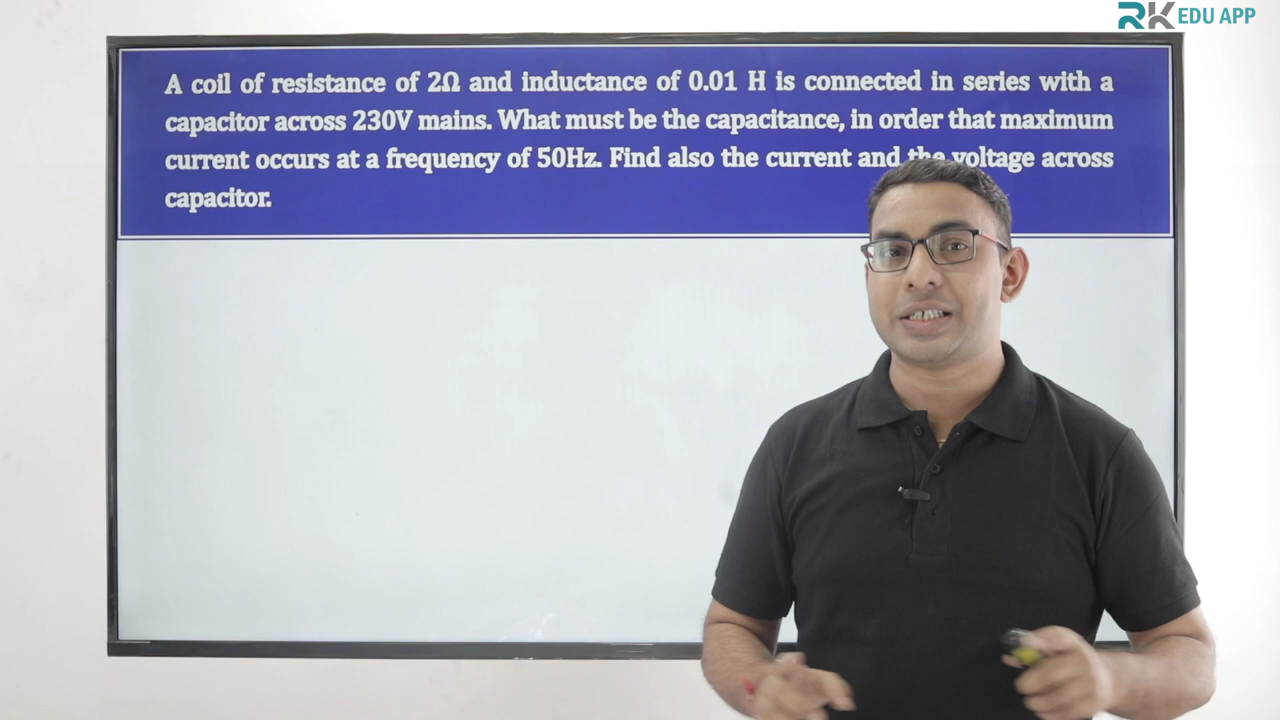 RK EDU APP
A coil of resistance of 2Ω and inductance of 0.01 H is connected in series with a
capacitor across 230V mains. What must be the capacitance, in order that maximum
current occurs at a frequency of 50Hz. Find also the current and the voltage across
capacitor.